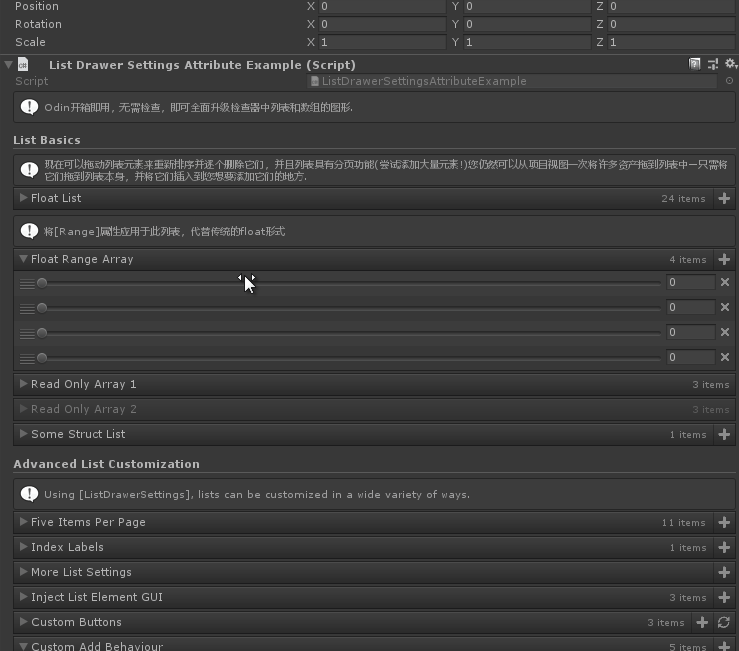 Position X 0 Y 0 Z 0
Rotation X 0 Y 0 Z 0
Scale X 1 Y 1 Z 1
List Drawer Settings Attribute Example (Script)
Script ListDrawerSettingsAttributeExample
Odin开箱即用，无需检查，即可全面升级检查器中列表和数组的图形.
List Basics
现在可以拖动列表元素来重新排序并逐个删除它们，并且列表具有分页功能(尝试添加大量元素!)您仍然可以从项目视图一次将许多资产拖到列表中一只需将
它们拖到列表本身，并将它们插入到您想要添加它们的地方.
Float List 24 items
将[Range]属性应用于此列表，代替传统的float形式
Float Range Array 4 items
0
0
0
0
Read Only Array 1 3 items
Read Only Array 2 3 items
Some Struct List 1 items
Advanced List Customization
Using [ListDrawerSettings], lists can be customized in a wide variety of ways.
Five Items Per Page 11 items
Index Labels 1 items
More List Settings
Inject List Element GUI 3 items
Custom Buttons 3 items
Custom Add Behaviour 5 items